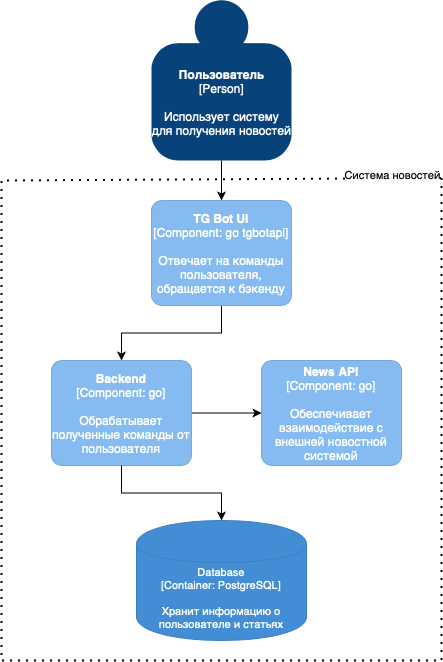 Пользователь
[Person]
Использует систему
для получения новостей
Система новостей
TG Bot UI
[Component: go tgbotapi]
Отвечает на команды
пользователя,
обращается к бэкенду
Backend
[Component: go]
Обрабатывает
полученные команды от
пользователя
News API
[Component: go]
Обеспечивает
взаимодействие с
внешней новостной
системой
Database
[Container: PostgreSQL]
Хранит информацию о
пользователе и статьях